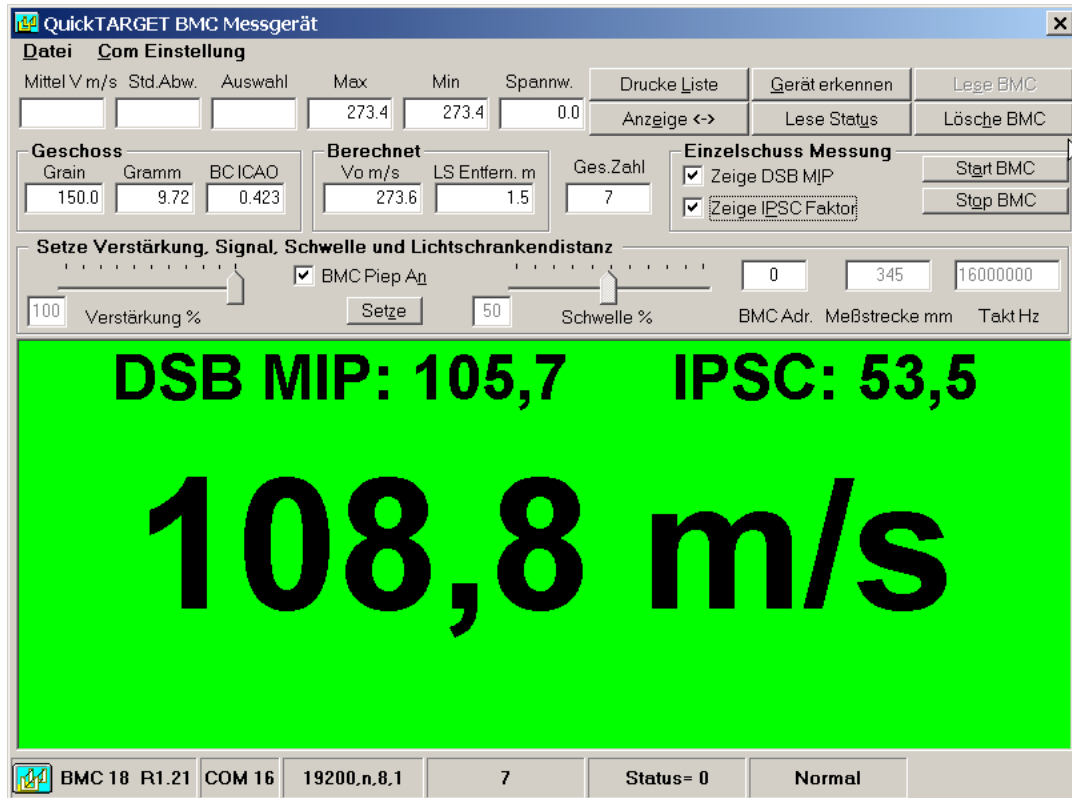 QuickTARGET BMC Messgerät
Datei Com Einstellung
Mittel V m/s Std.Abw. Auswahl Max Min Spannw. Drucke Liste Gerät erkennen Lese BMC
273.4 273.4 0.0 Anzeige <-> Lese Status Lösche BMC
Geschoss Berechnet Ges.Zahl Einzelschuss Messung
Grain Gramm BC ICAO Vo m/s LS Entfern. m Zeige DSB MIP Start BMC
150.0 9.72 0.423 273.6 1.5 7 Zeige IPSC Faktor Stop BMC
Setze Verstärkung, Signal, Schwelle und Lichtschrankendistanz
BMC Piep An 0 345 16000000
100 Verstärkung % Setze 50 Schwelle % BMC Adr. Meßstrecke mm Takt Hz
DSB MIP: 105,7 IPSC: 53,5
108,8 m/s
BMC 18 R1.21 COM 16 19200,n,8,1 7 Status= 0 Normal